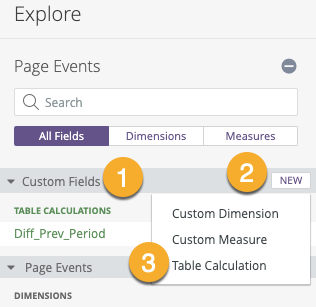 Explore
Page Events
Search
All Fields Dimensions Measures
Custom Fields 1 2 NEW
TABLE CALCULATIONS
Diff_Prev_Period
Custom Dimension
Custom Measure
3 Table Calculation
Page Events
DIMENSIONS